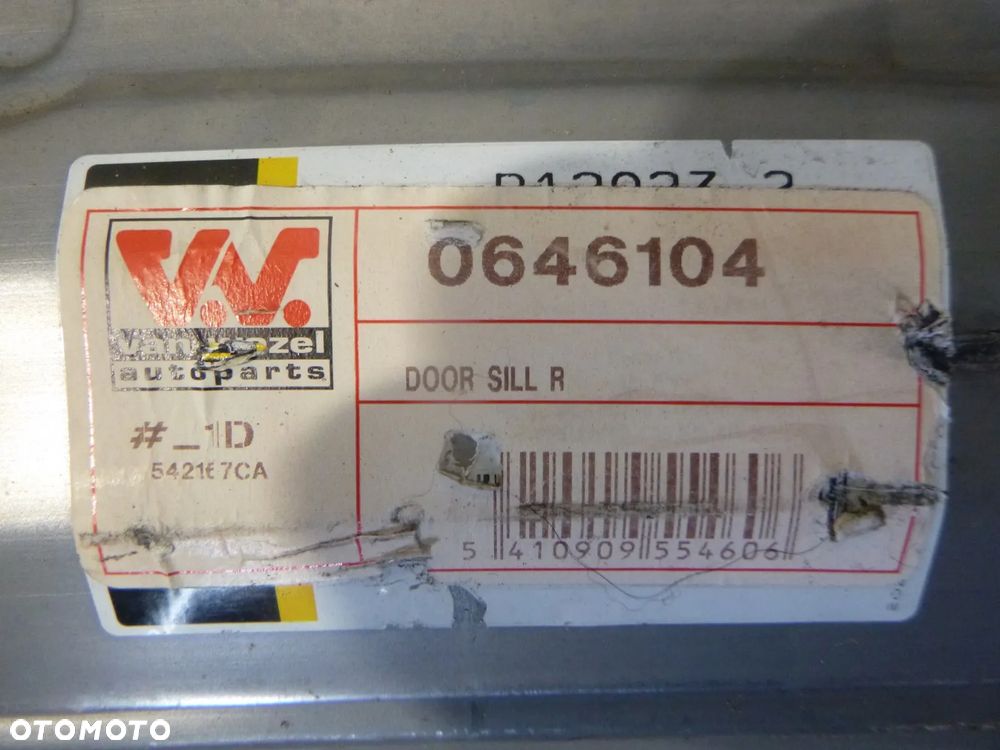 0646104
V.V.
autoparts
DOOR SILL R
#_1D
5 410909 554606
OTOMOTO